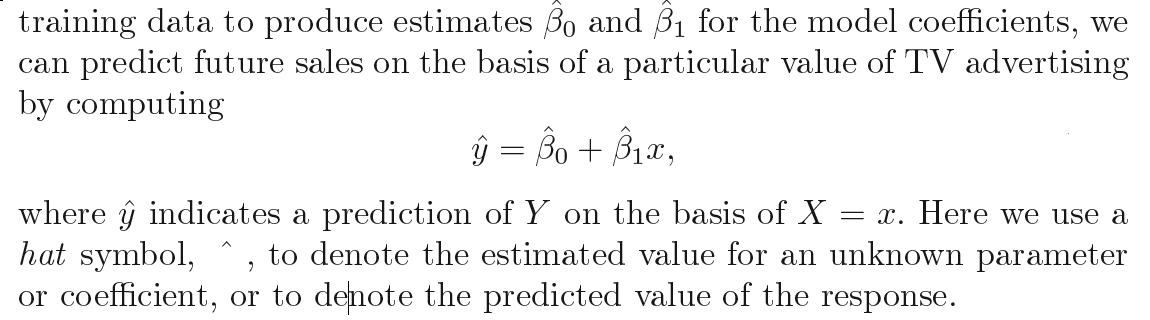 training data to produce estimates β̂₀ and β̂₁ for the model coefficients, we
can predict future sales on the basis of a particular value of TV advertising
by computing
ŷ = β̂₀ + β̂₁x,
where ŷ indicates a prediction of Y on the basis of X = x. Here we use a
hat symbol, ˆ , to denote the estimated value for an unknown parameter
or coefficient, or to denote the predicted value of the response.